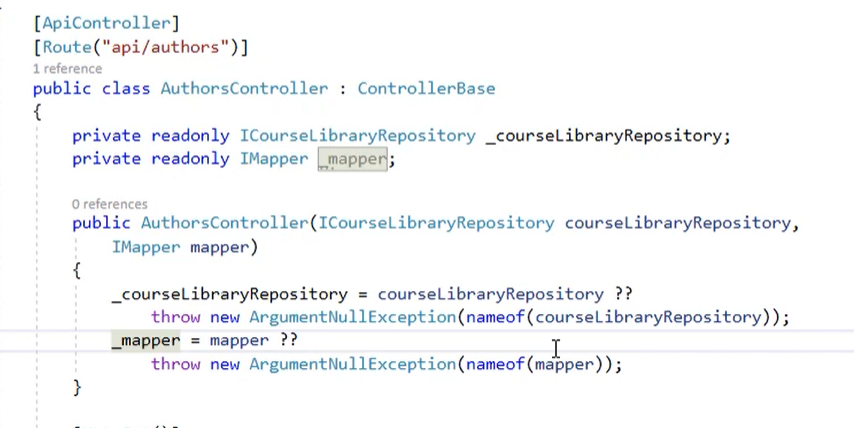 [ApiController]
[Route("api/authors")]
1 reference
public class AuthorsController : ControllerBase
{
private readonly ICourseLibraryRepository _courseLibraryRepository;
private readonly IMapper _mapper;
0 references
public AuthorsController(ICourseLibraryRepository courseLibraryRepository,
IMapper mapper)
{
_courseLibraryRepository = courseLibraryRepository ??
throw new ArgumentNullException(nameof(courseLibraryRepository));
_mapper = mapper ??
throw new ArgumentNullException(nameof(mapper));
}